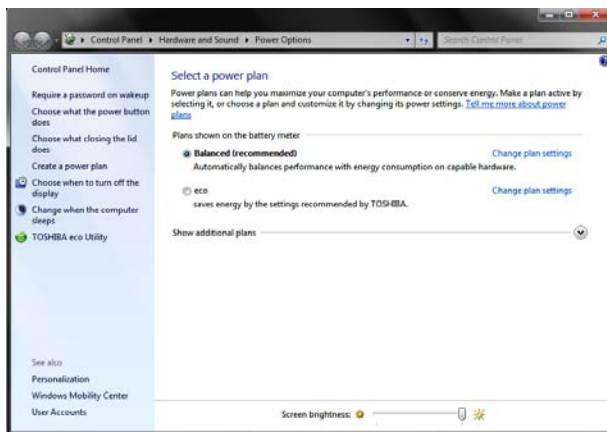 Control Panel ▸ Hardware and Sound ▸ Power Options
Search Control Panel
Control Panel Home
Require a password on wakeup
Choose what the power button
does
Choose what closing the lid
does
Create a power plan
Choose when to turn off the
display
Change when the computer
sleeps
TOSHIBA eco Utility
See also
Personalization
Windows Mobility Center
User Accounts
Select a power plan
Power plans can help you maximize your computer's performance or conserve energy. Make a plan active by
selecting it, or choose a plan and customize it by changing its power settings. Tell me more about power
plans
Plans shown on the battery meter
Balanced (recommended) Change plan settings
Automatically balances performance with energy consumption on capable hardware.
eco Change plan settings
saves energy by the settings recommended by TOSHIBA.
Show additional plans
Screen brightness: